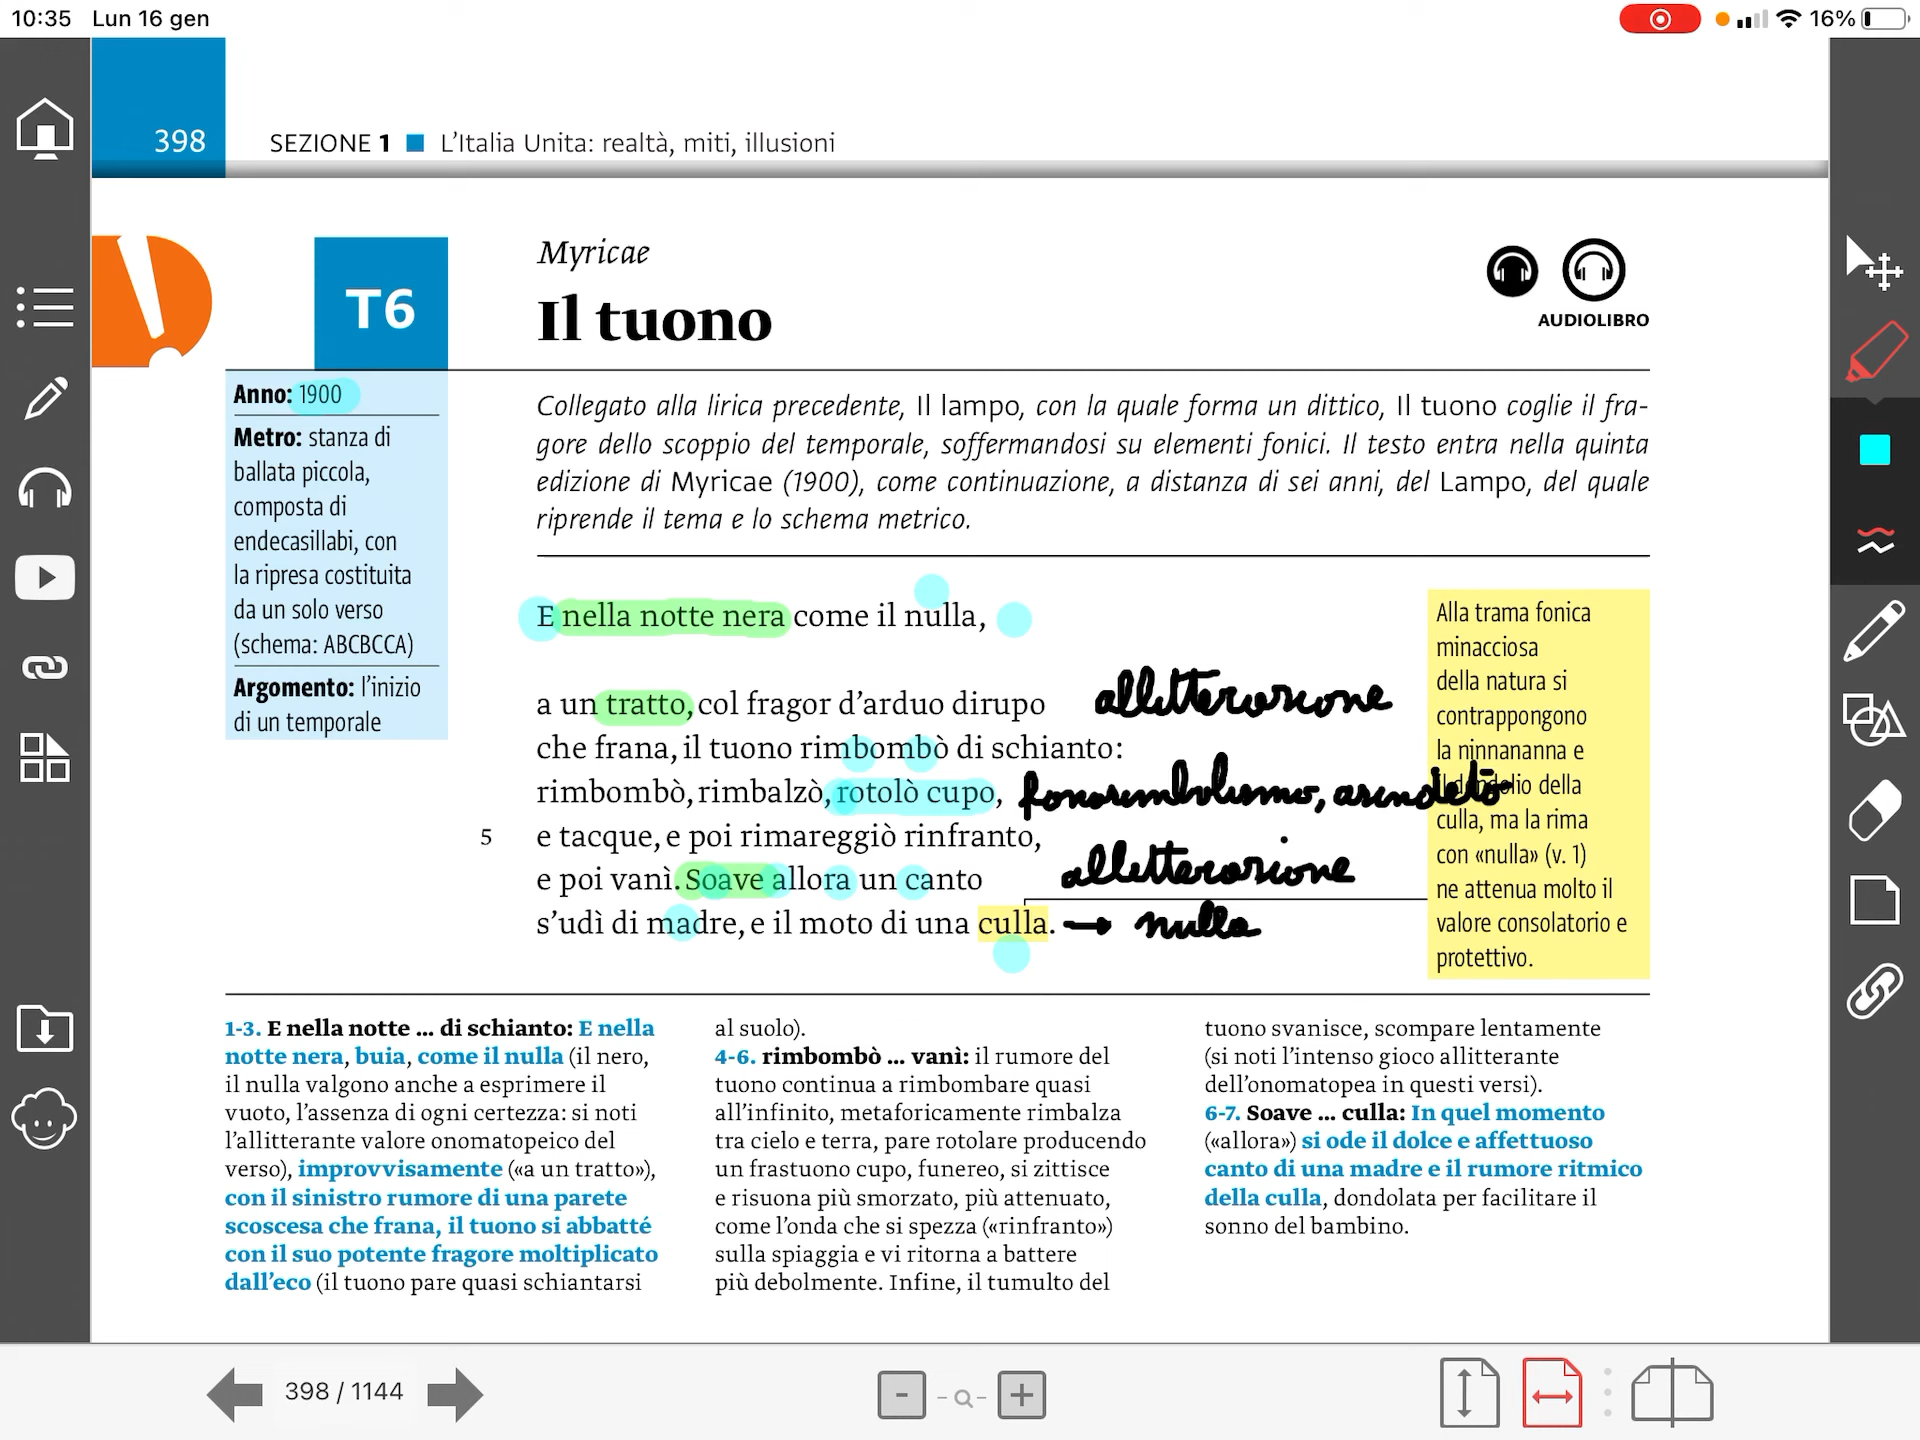 10:35 Lun 16 gen
16%
398 SEZIONE 1 ■ L'Italia Unita: realtà, miti, illusioni
T6
Myricae
Il tuono
AUDIOLIBRO
Anno: 1900
Metro: stanza di
ballata piccola,
composta di
endecasillabi, con
la ripresa costituita
da un solo verso
(schema: ABCBCCA)
Argomento: l'inizio
di un temporale
Collegato alla lirica precedente, Il lampo, con la quale forma un dittico, Il tuono coglie il fra-
gore dello scoppio del temporale, soffermandosi su elementi fonici. Il testo entra nella quinta
edizione di Myricae (1900), come continuazione, a distanza di sei anni, del Lampo, del quale
riprende il tema e lo schema metrico.
E nella notte nera come il nulla,
a un tratto, col fragor d'arduo dirupo allitterazione
che frana, il tuono rimbombò di schianto:
rimbombò, rimbalzò, rotolò cupo, fonosimbolismo, asindeto
5 e tacque, e poi rimareggiò rinfranto,
e poi vanì. Soave allora un canto allitterazione
s'udì di madre, e il moto di una culla. → nulla
Alla trama fonica
minacciosa
della natura si
contrappongono
la ninnananna e
il dondolio della
culla, ma la rima
con «nulla» (v. 1)
ne attenua molto il
valore consolatorio e
protettivo.
1-3. E nella notte ... di schianto: E nella
notte nera, buia, come il nulla (il nero,
il nulla valgono anche a esprimere il
vuoto, l'assenza di ogni certezza: si noti
l'allitterante valore onomatopeico del
verso), improvvisamente («a un tratto»),
con il sinistro rumore di una parete
scoscesa che frana, il tuono si abbatté
con il suo potente fragore moltiplicato
dall'eco (il tuono pare quasi schiantarsi
al suolo).
4-6. rimbombò ... vanì: il rumore del
tuono continua a rimbombare quasi
all'infinito, metaforicamente rimbalza
tra cielo e terra, pare rotolare producendo
un frastuono cupo, funereo, si zittisce
e risuona più smorzato, più attenuato,
come l'onda che si spezza («rinfranto»)
sulla spiaggia e vi ritorna a battere
più debolmente. Infine, il tumulto del
tuono svanisce, scompare lentamente
(si noti l'intenso gioco allitterante
dell'onomatopea in questi versi).
6-7. Soave ... culla: In quel momento
(«allora») si ode il dolce e affettuoso
canto di una madre e il rumore ritmico
della culla, dondolata per facilitare il
sonno del bambino.
398 / 1144